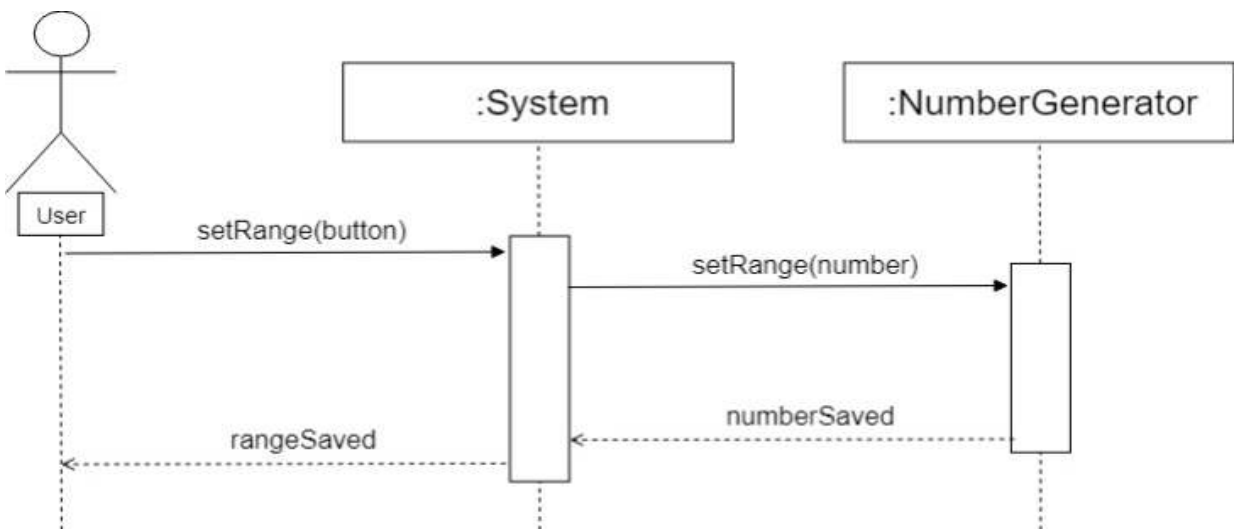 :System
:NumberGenerator
User
setRange(button)
setRange(number)
numberSaved
rangeSaved